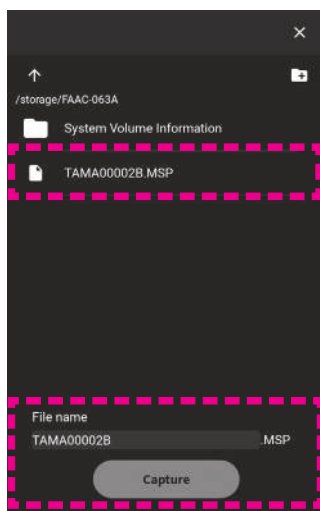 /storage/FAAC-063A
System Volume Information
TAMA00002B.MSP
File name
TAMA00002B .MSP
Capture